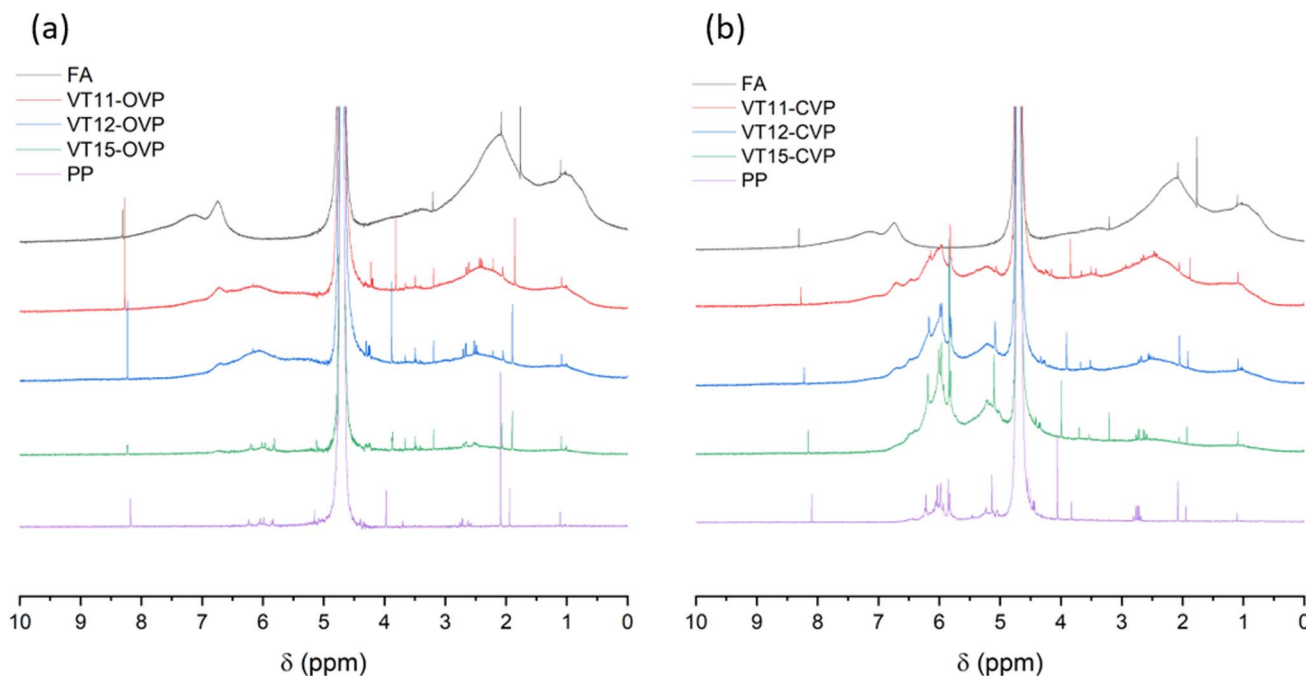 (a)
FA
VT11-OVP
VT12-OVP
VT15-OVP
PP
10 9 8 7 6 5 4 3 2 1 0
δ (ppm)
(b)
FA
VT11-CVP
VT12-CVP
VT15-CVP
PP
10 9 8 7 6 5 4 3 2 1 0
δ (ppm)